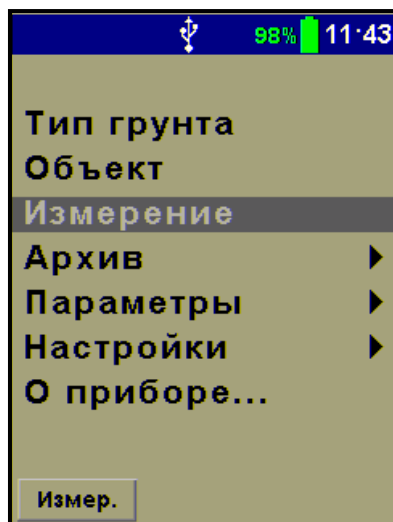 98% 11:43
Тип грунта
Объект
Измерение
Архив
Параметры
Настройки
О приборе...
Измер.